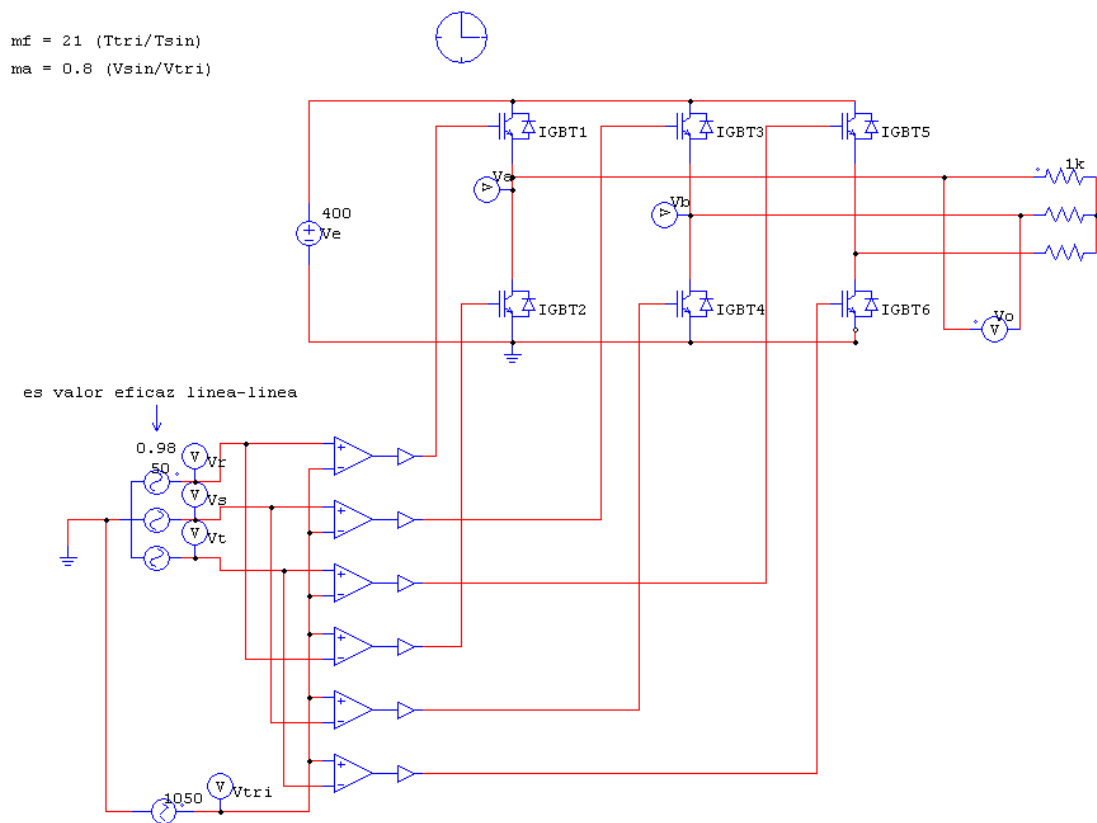 mf = 21 (Ttri/Tsin)
ma = 0.8 (Vsin/Vtri)
IGBT1
IGBT3
IGBT5
1k
Va
V
Vb
V
400
Ve
IGBT2
IGBT4
IGBT6
Vo
V
es valor eficaz linea-linea
0.98
50
V
Vr
V
Vs
V
Vt
V
Vtri
1050